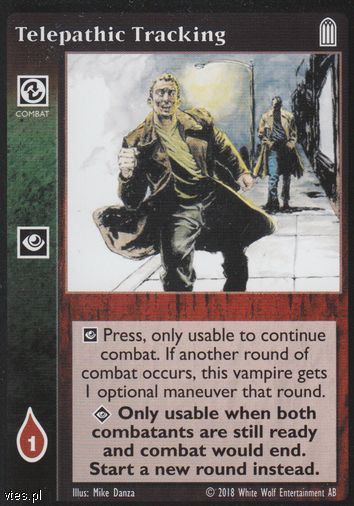 Telepathic Tracking
COMBAT
Press, only usable to continue
combat. If another round of
combat occurs, this vampire gets
1 optional maneuver that round.
Only usable when both
combatants are still ready
and combat would end.
Start a new round instead.
1
vtes.pl
Illus: Mike Danza
© 2018 White Wolf Entertainment AB